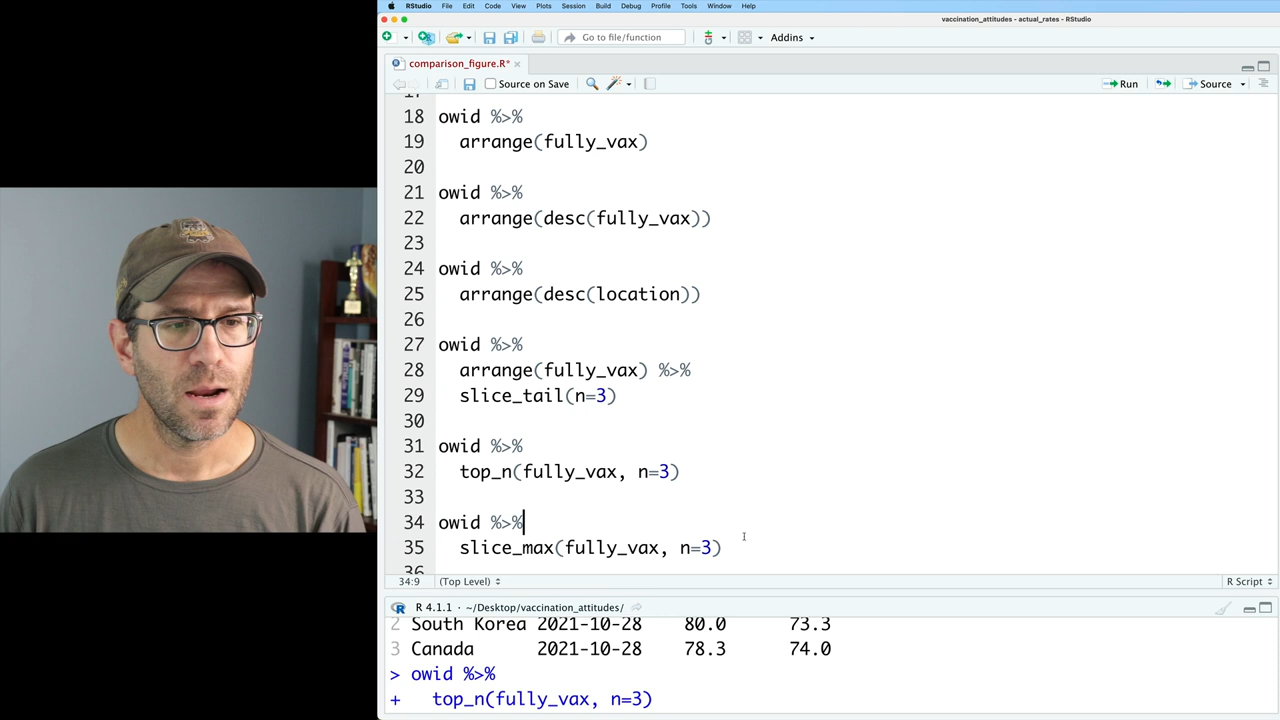 RStudio File Edit Code View Plots Session Build Debug Profile Tools Window Help
vaccination_attitudes - actual_rates - RStudio
Go to file/function Addins
comparison_figure.R*
Source on Save Run Source
17
18 owid %>%
19 arrange(fully_vax)
20
21 owid %>%
22 arrange(desc(fully_vax))
23
24 owid %>%
25 arrange(desc(location))
26
27 owid %>%
28 arrange(fully_vax) %>%
29 slice_tail(n=3)
30
31 owid %>%
32 top_n(fully_vax, n=3)
33
34 owid %>%
35 slice_max(fully_vax, n=3)
36
34:9 (Top Level) R Script
R 4.1.1 · ~/Desktop/vaccination_attitudes/
2 South Korea 2021-10-28 80.0 73.3
3 Canada 2021-10-28 78.3 74.0
> owid %>%
+ top_n(fully_vax, n=3)